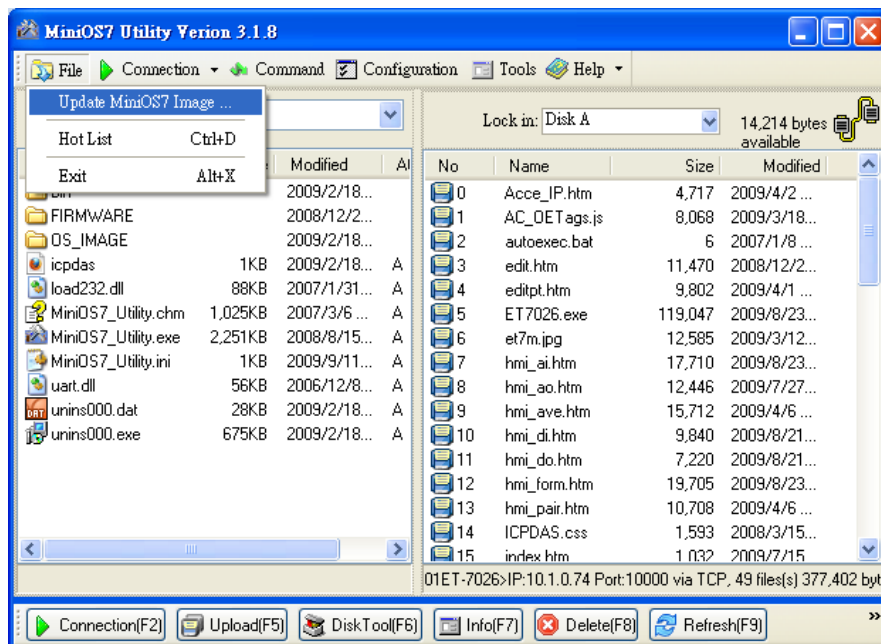 MiniOS7 Utility Verion 3.1.8
File Connection Command Configuration Tools Help
Update MiniOS7 Image ...
Hot List Ctrl+D
Exit Alt+X
Modified
2009/2/18...
FIRMWARE 2008/12/2...
OS_IMAGE 2009/2/18...
icpdas 1KB 2009/2/18... A
load232.dll 88KB 2007/1/31... A
MiniOS7_Utility.chm 1,025KB 2007/3/6 ... A
MiniOS7_Utility.exe 2,251KB 2008/8/15... A
MiniOS7_Utility.ini 1KB 2009/9/11... A
uart.dll 56KB 2006/12/8... A
unins000.dat 28KB 2009/2/18... A
unins000.exe 675KB 2009/2/18... A
Lock in: Disk A 14,214 bytes available
No Name Size Modified
0 Acce_IP.htm 4,717 2009/4/2 ...
1 AC_OETags.js 8,068 2009/3/18...
2 autoexec.bat 6 2007/1/8 ...
3 edit.htm 11,470 2008/12/2...
4 editpt.htm 9,802 2009/4/1 ...
5 ET7026.exe 119,047 2009/8/23...
6 et7m.jpg 12,585 2009/3/12...
7 hmi_ai.htm 17,710 2009/8/23...
8 hmi_ao.htm 12,446 2009/7/27...
9 hmi_ave.htm 15,712 2009/4/6 ...
10 hmi_di.htm 9,840 2009/8/21...
11 hmi_do.htm 7,220 2009/8/21...
12 hmi_form.htm 19,705 2009/8/23...
13 hmi_pair.htm 10,708 2009/4/6 ...
14 ICPDAS.css 1,593 2008/3/15...
15 index.htm 1,032 2009/7/15
01ET-7026>IP:10.1.0.74 Port:10000 via TCP, 49 files(s) 377,402 byt
Connection(F2) Upload(F5) DiskTool(F6) Info(F7) Delete(F8) Refresh(F9) »